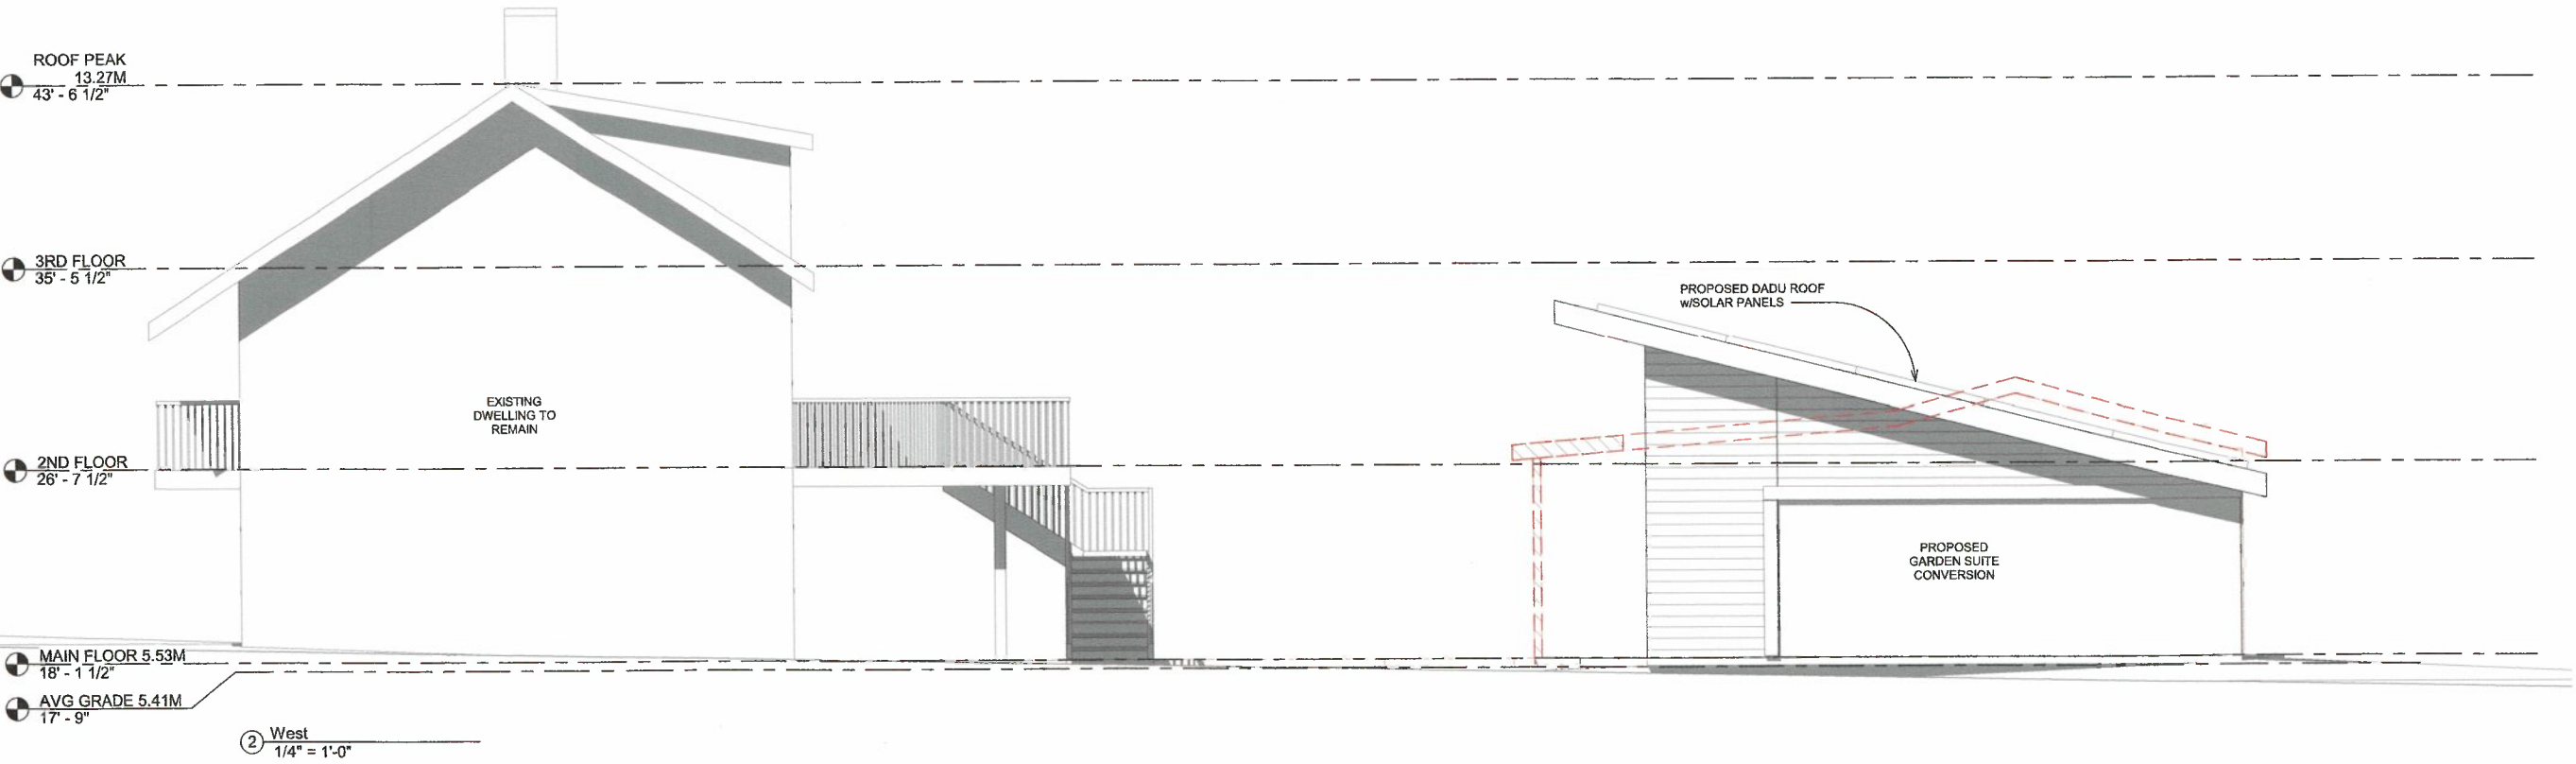 ROOF PEAK
13.27M
43' - 6 1/2"
3RD FLOOR
35' - 5 1/2"
PROPOSED DADU ROOF
w/SOLAR PANELS
EXISTING
DWELLING TO
REMAIN
2ND FLOOR
26' - 7 1/2"
PROPOSED
GARDEN SUITE
CONVERSION
MAIN FLOOR 5.53M
18' - 1 1/2"
AVG GRADE 5.41M
17' - 9"
2 West
1/4" = 1'-0"